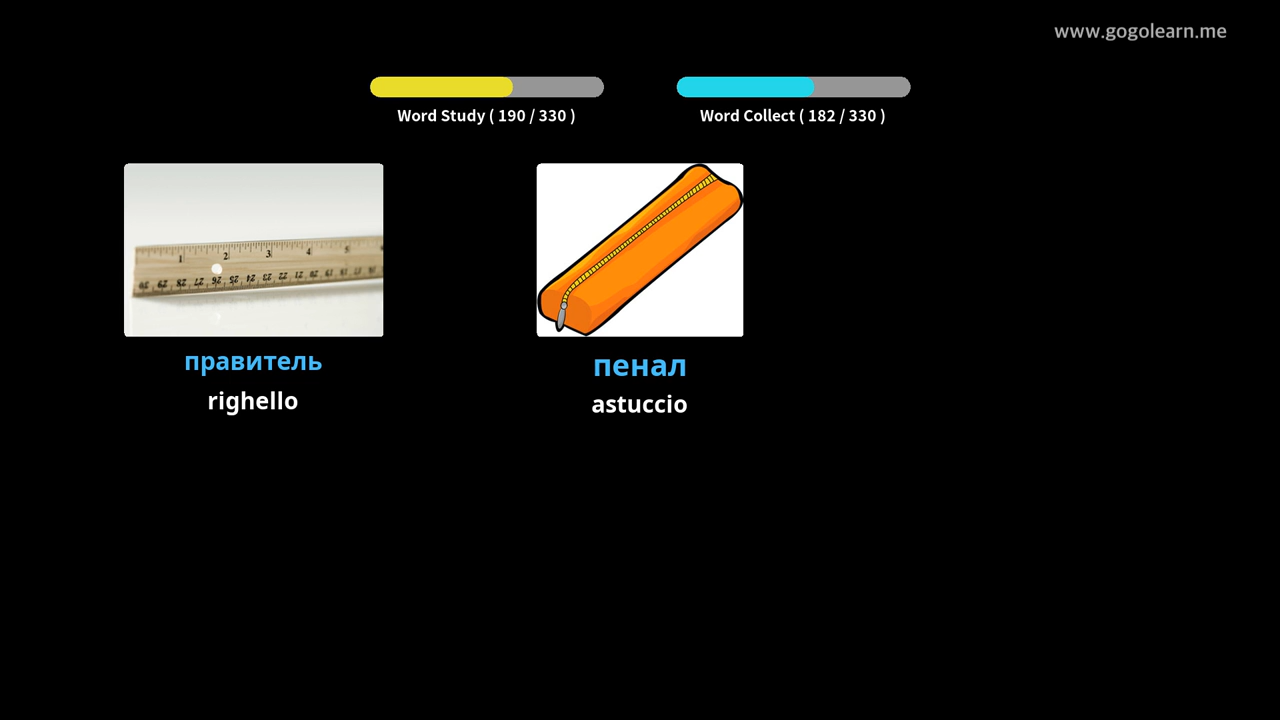 www.gogolearn.me
Word Study ( 190 / 330 )
Word Collect ( 182 / 330 )
правитель
righello
пенал
astuccio